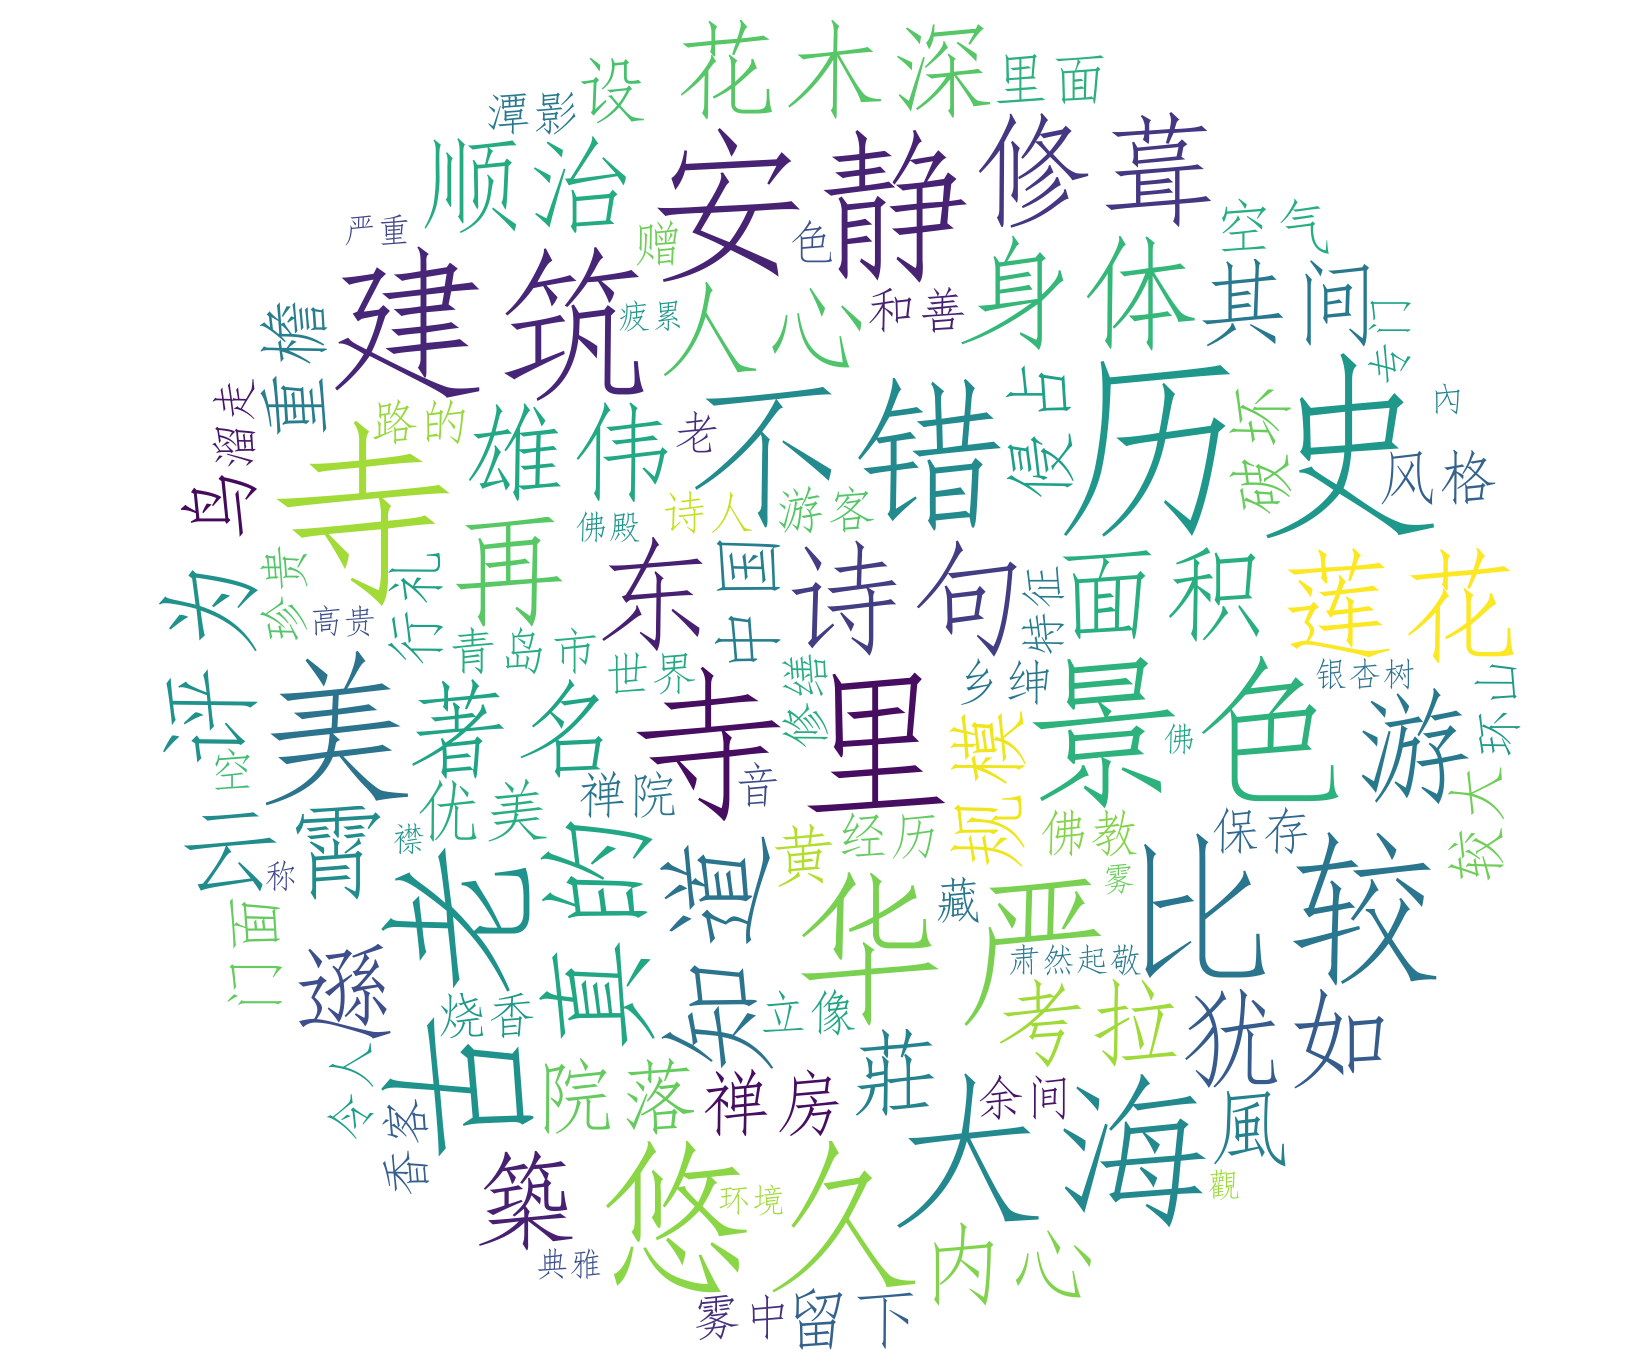 花木深
设
里面
潭影
安静
修葺
顺治
严重
赠
色
空气
建筑
人心
和善
身体
其间
疲累
重檐
专门
鸟溜走
路的
雄伟
老
不错
侵占
历史
破坏
內
风格
寺
诗人
游客
再
佛殿
东
中国
诗句
面积
莲花
评为
珍贵
行礼
高贵
青岛市
世界
特征
乡绅
银杏树
环山
美
著名
寺里
修缮
景色
佛
游
空
禅院
音
规模
较大
云霄
优美
襟
古老
真的
知道
黄
经历
佛教
保存
称
门面
华严
藏
雾
比较
遜
烧香
立像
肃然起敬
考拉
犹如
今人
香客
院落
禅房
莊
余间
大海
風
築
悠久
环境
觀
典雅
内心
雾中
留下